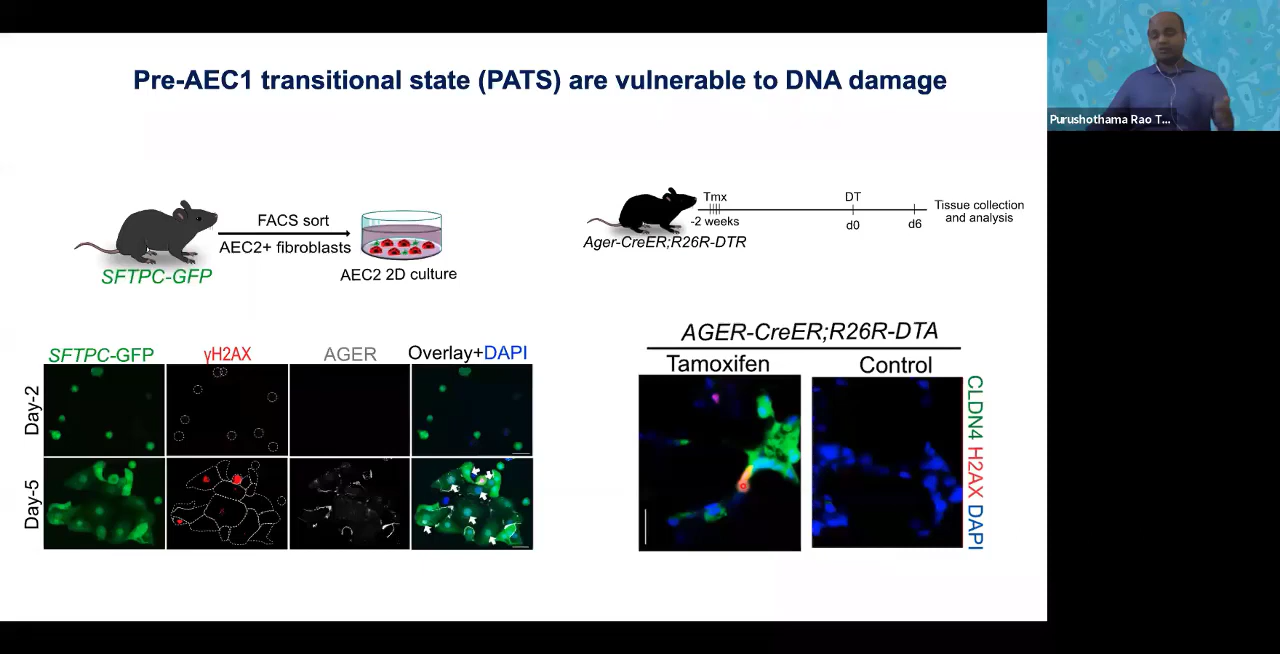 Pre-AEC1 transitional state (PATS) are vulnerable to DNA damage
Purushothama Rao T...
FACS sort
AEC2+ fibroblasts
SFTPC-GFP
AEC2 2D culture
Tmx
DT
-2 weeks
d0
d6
Tissue collection
and analysis
Ager-CreER;R26R-DTR
SFTPC-GFP
γH2AX
AGER
Overlay+DAPI
Day-2
Day-5
AGER-CreER;R26R-DTA
Tamoxifen
Control
CLDN4 H2AX DAPI